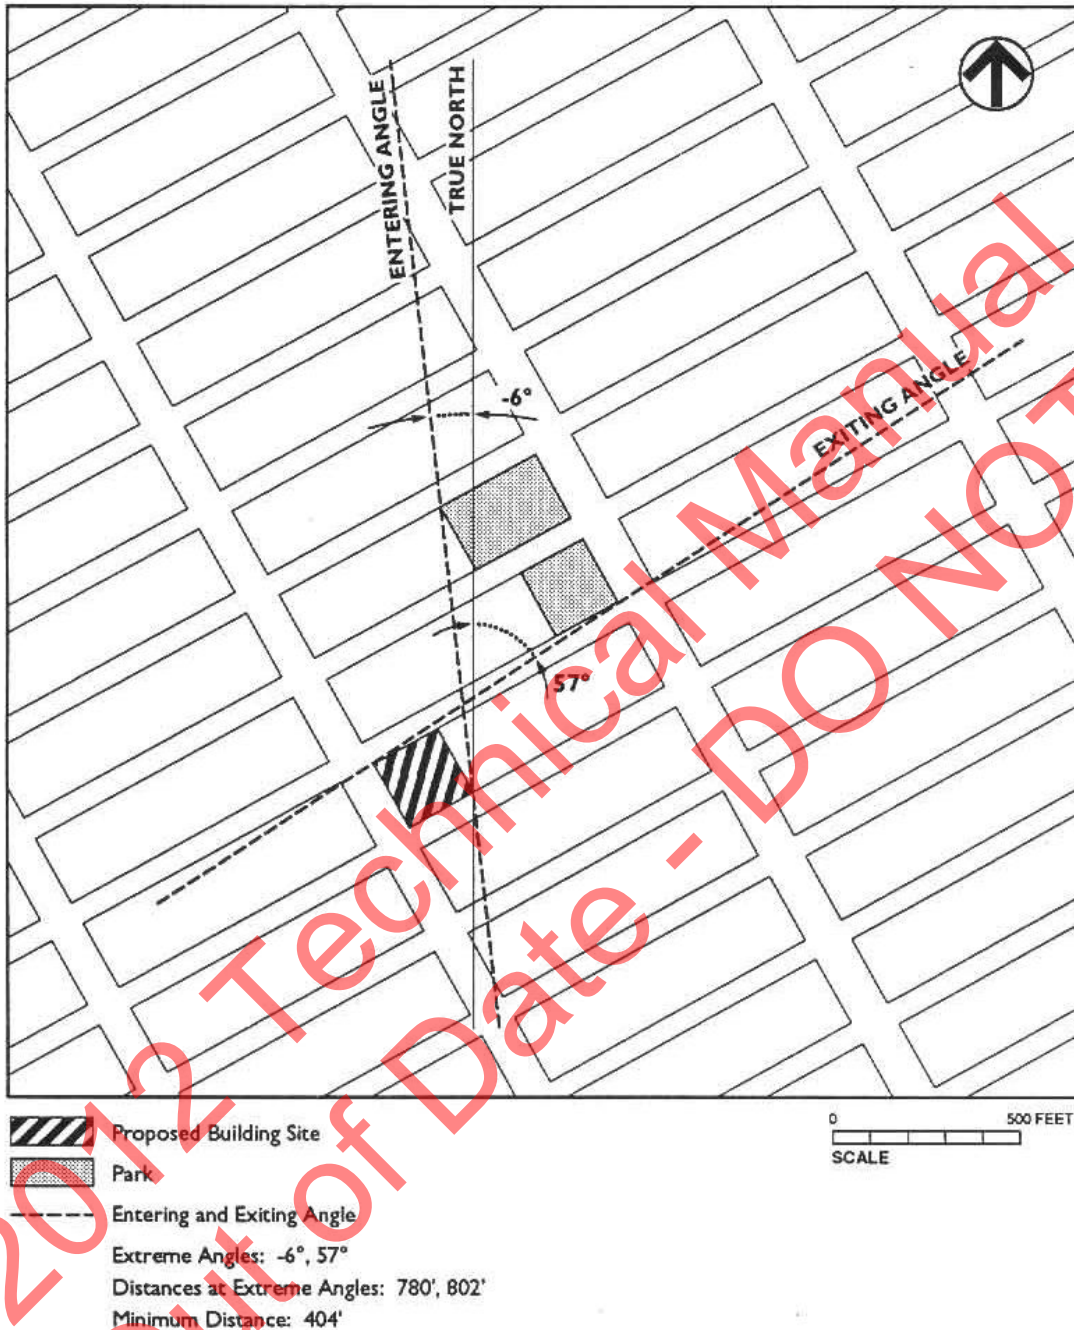 ENTERING ANGLE
TRUE NORTH
-6°
EXITING ANGLE
57°
2012 Technical Manual
Out of Date - DO NOT
Proposed Building Site
Park
Entering and Exiting Angle
Extreme Angles: -6°, 57°
Distances at Extreme Angles: 780', 802'
Minimum Distance: 404'
0 500 FEET
SCALE